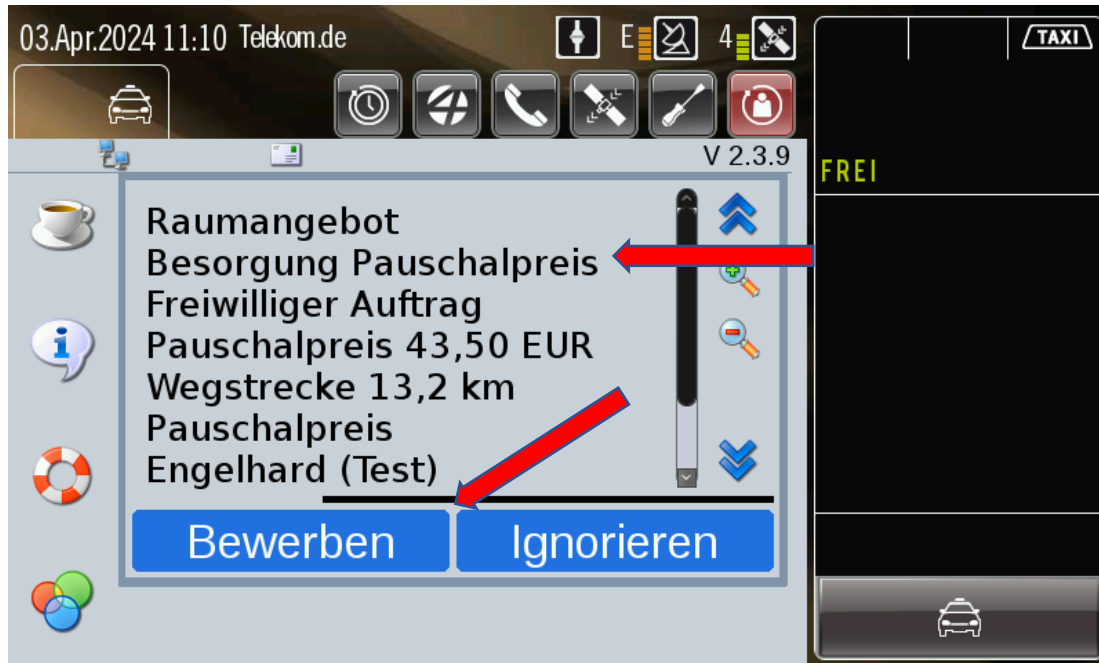 03.Apr.2024 11:10 Telekom.de
E
4
TAXI
V 2.3.9
FREI
Raumangebot
Besorgung Pauschalpreis
Freiwilliger Auftrag
Pauschalpreis 43,50 EUR
Wegstrecke 13,2 km
Pauschalpreis
Engelhard (Test)
Bewerben
Ignorieren